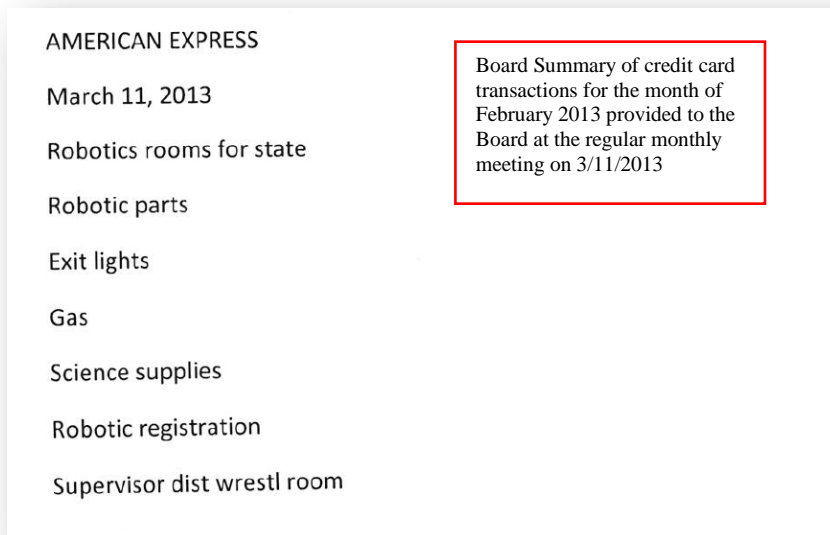 AMERICAN EXPRESS
March 11, 2013
Robotics rooms for state
Robotic parts
Exit lights
Gas
Science supplies
Robotic registration
Supervisor dist wrestl room
Board Summary of credit card
transactions for the month of
February 2013 provided to the
Board at the regular monthly
meeting on 3/11/2013